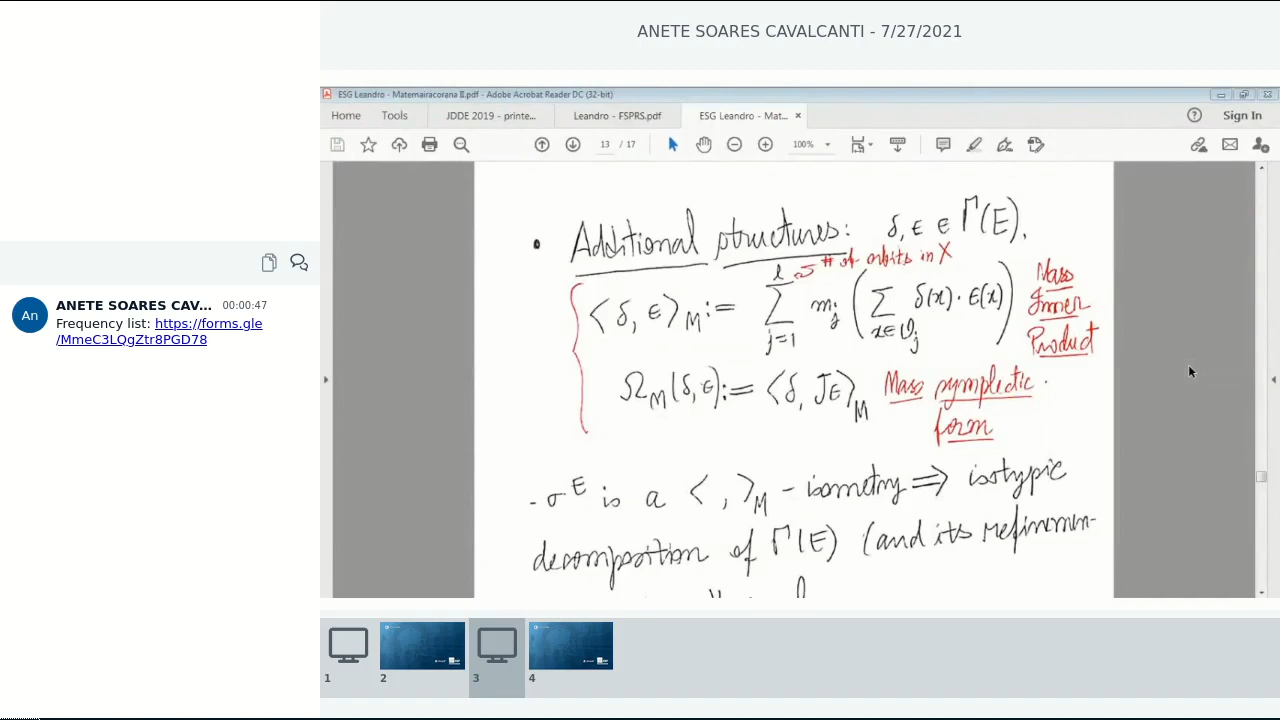 ANETE SOARES CAVALCANTI - 7/27/2021
ESG Leandro - Matemairacorana II.pdf - Adobe Acrobat Reader DC (32-bit)
Home Tools JDDE 2019 - printe... Leandro - FSPRS.pdf ESG Leandro - Mat... × Sign In
13 / 17 100%
• Additional structures: δ, ε ∈ Γ(E).
# of orbits in X
⟨δ, ε⟩_M := ∑_{j=1}^{l} m_j (∑_{x∈O_j} δ(x)·ε(x)) Mass Inner Product
Ω_M(δ,ε) := ⟨δ, Jε⟩_M Mass symplectic form
- σ^E is a ⟨ , ⟩_M - isometry ⟹ isotypic
decomposition of Γ(E) (and its refinemen-
An ANETE SOARES CAV... 00:00:47
Frequency list: https://forms.gle
/MmeC3LQgZtr8PGD78
1 2 3 4